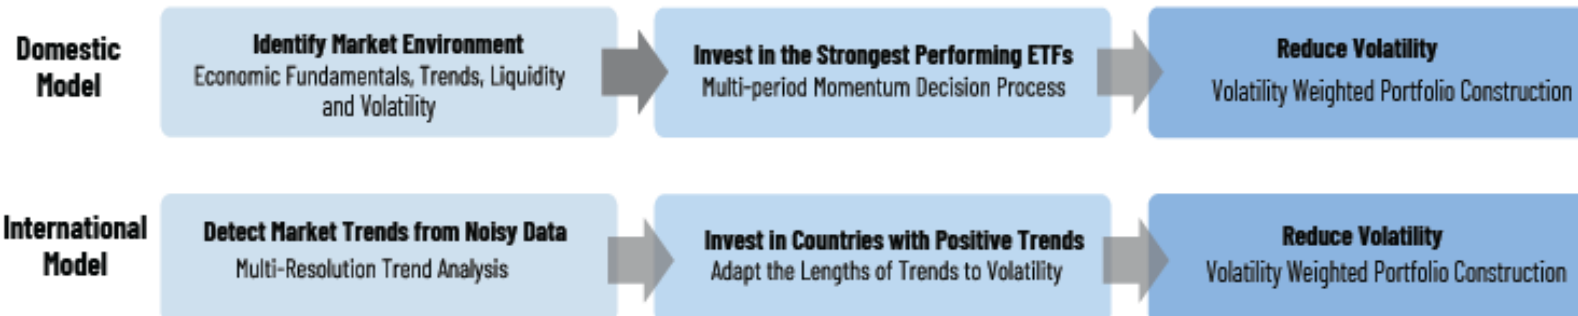 Domestic
Model
Identify Market Environment
Economic Fundamentals, Trends, Liquidity
and Volatility
Invest in the Strongest Performing ETFs
Multi-period Momentum Decision Process
Reduce Volatility
Volatility Weighted Portfolio Construction
International
Model
Detect Market Trends from Noisy Data
Multi-Resolution Trend Analysis
Invest in Countries with Positive Trends
Adapt the Lengths of Trends to Volatility
Reduce Volatility
Volatility Weighted Portfolio Construction